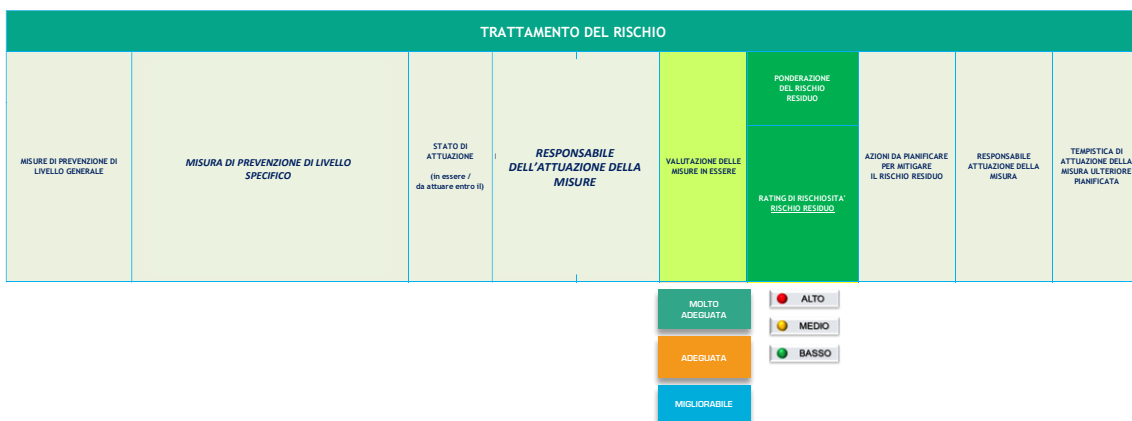 TRATTAMENTO DEL RISCHIO
MISURE DI PREVENZIONE DI
LIVELLO GENERALE
MISURA DI PREVENZIONE DI LIVELLO
SPECIFICO
STATO DI
ATTUAZIONE
(in essere /
da attuare entro il)
RESPONSABILE
DELL'ATTUAZIONE DELLA
MISURE
VALUTAZIONE DELLE
MISURE IN ESSERE
PONDERAZIONE
DEL RISCHIO
RESIDUO
RATING DI RISCHIOSITA'
RISCHIO RESIDUO
AZIONI DA PIANIFICARE
PER MITIGARE
IL RISCHIO RESIDUO
RESPONSABILE
ATTUAZIONE DELLA
MISURA
TEMPISTICA DI
ATTUAZIONE DELLA
MISURA ULTERIORE
PIANIFICATA
MOLTO
ADEGUATA
ADEGUATA
MIGLIORABILE
ALTO
MEDIO
BASSO